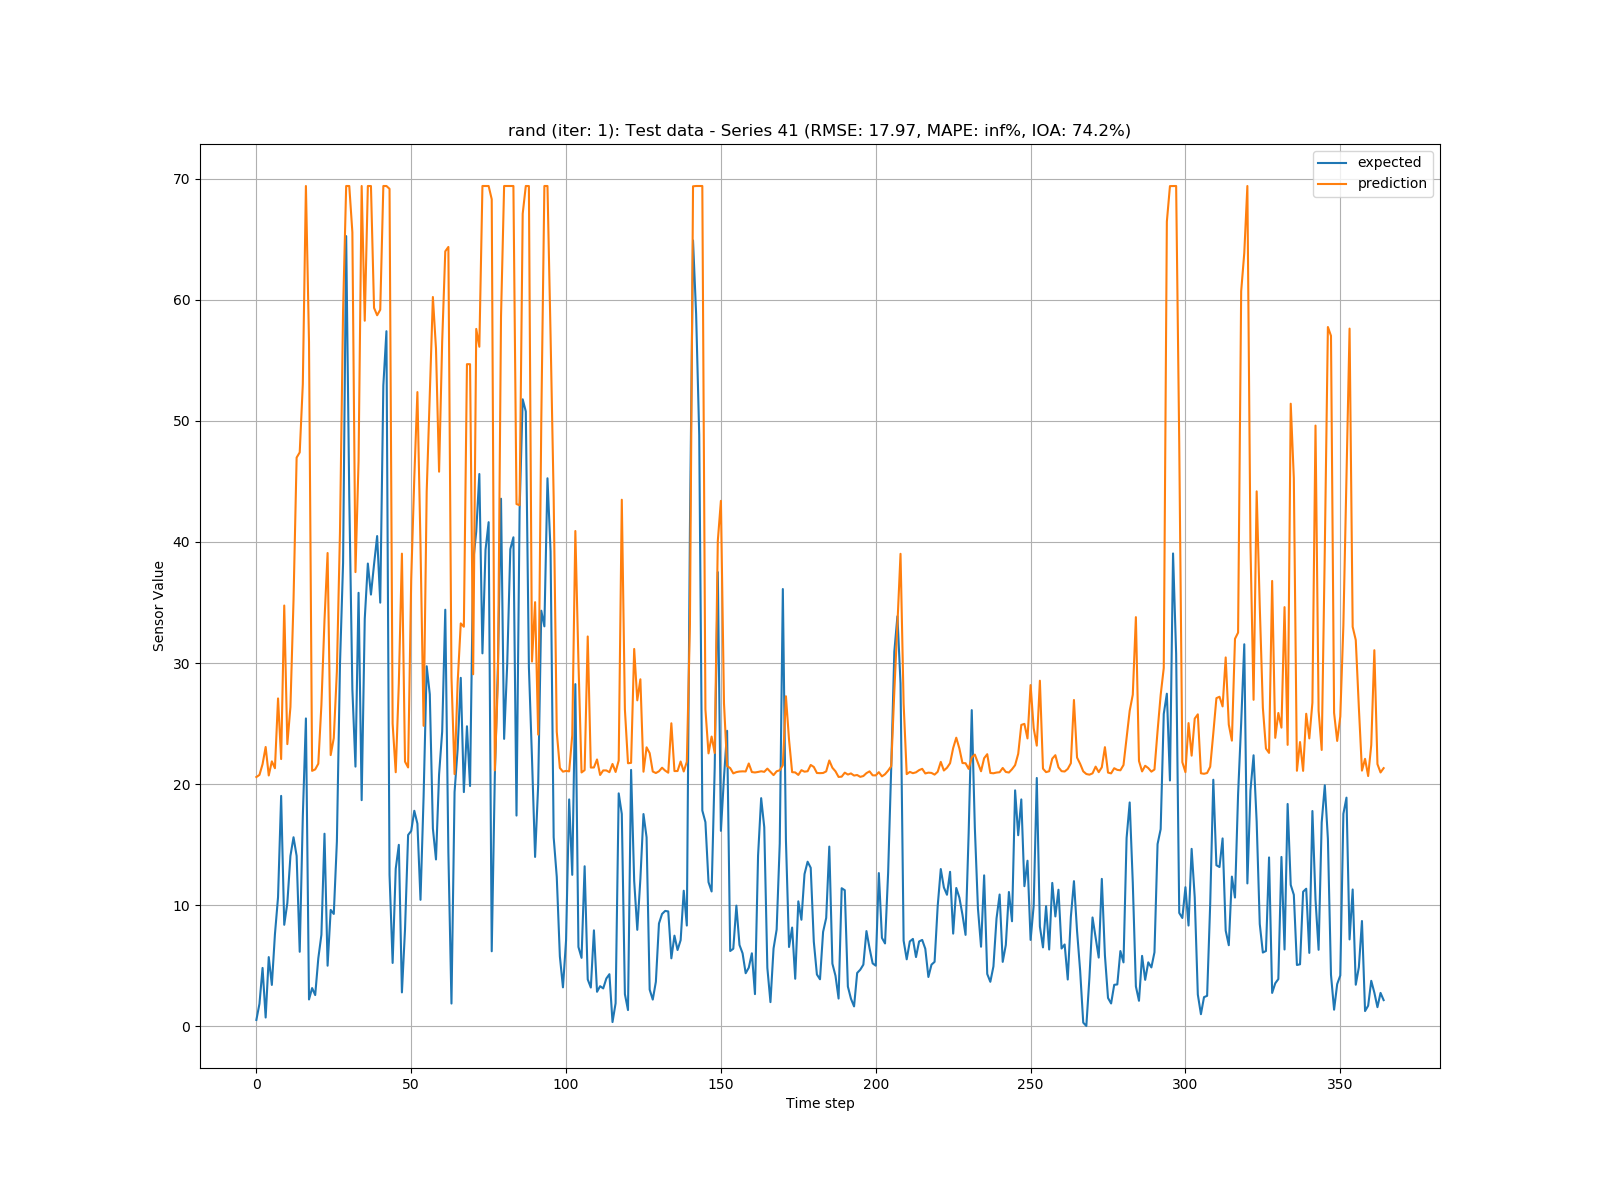 rand (iter: 1): Test data - Series 41 (RMSE: 17.97, MAPE: inf%, IOA: 74.2%)
expected
prediction
70
60
50
40
30
20
10
0
Sensor Value
0 50 100 150 200 250 300 350
Time step